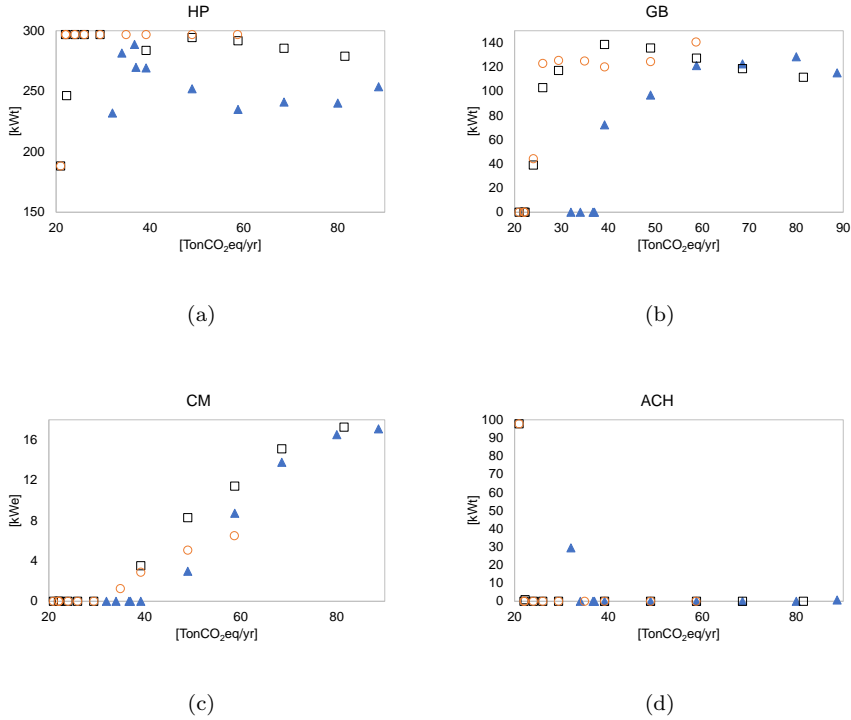 HP
300
250
200
150
[kWt]
20 40 60 80
[TonCO₂eq/yr]
(a)
GB
140
120
100
80
60
40
20
0
[kWt]
20 30 40 50 60 70 80 90
[TonCO₂eq/yr]
(b)
CM
16
12
8
4
0
[kWe]
20 40 60 80
[TonCO₂eq/yr]
(c)
ACH
100
90
80
70
60
50
40
30
20
10
0
[kWt]
20 40 60 80
[TonCO₂eq/yr]
(d)